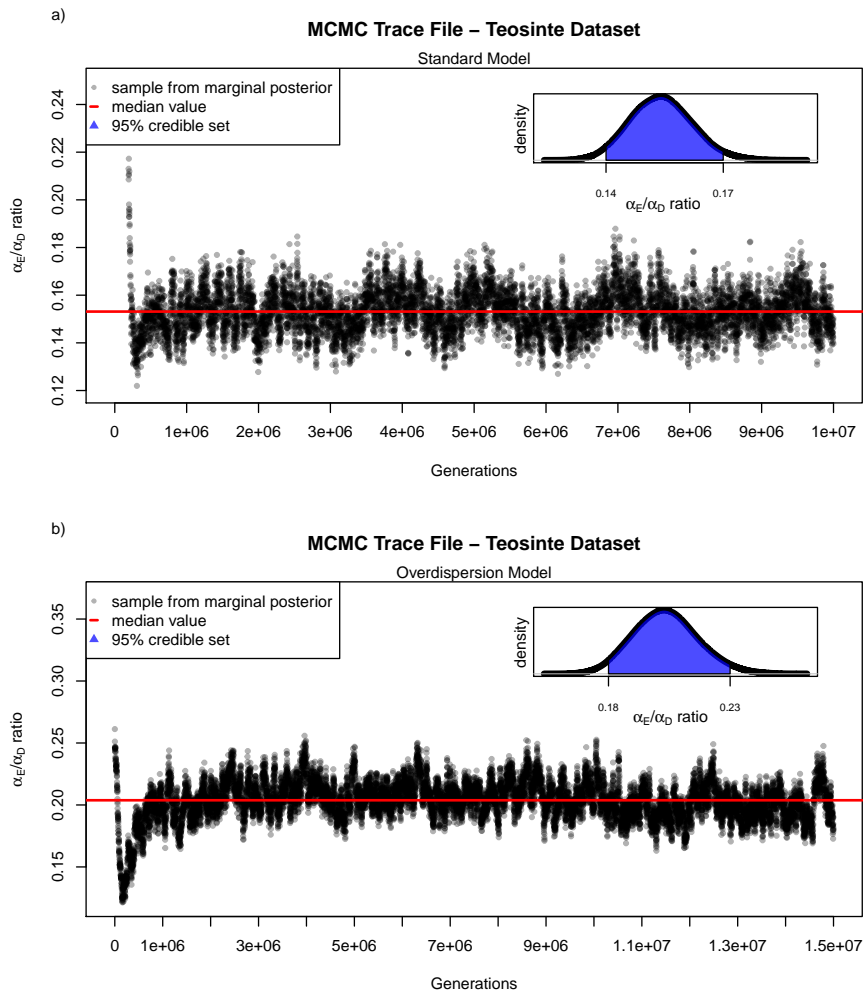 a)
MCMC Trace File − Teosinte Dataset
Standard Model
sample from marginal posterior
median value
95% credible set
density
0.14 0.17
αE/αD ratio
0.12 0.14 0.16 0.18 0.20 0.22 0.24
αE/αD ratio
0 1e+06 2e+06 3e+06 4e+06 5e+06 6e+06 7e+06 8e+06 9e+06 1e+07
Generations
b)
MCMC Trace File − Teosinte Dataset
Overdispersion Model
sample from marginal posterior
median value
95% credible set
density
0.18 0.23
αE/αD ratio
0.15 0.20 0.25 0.30 0.35
αE/αD ratio
0 1e+06 3e+06 5e+06 7e+06 9e+06 1.1e+07 1.3e+07 1.5e+07
Generations